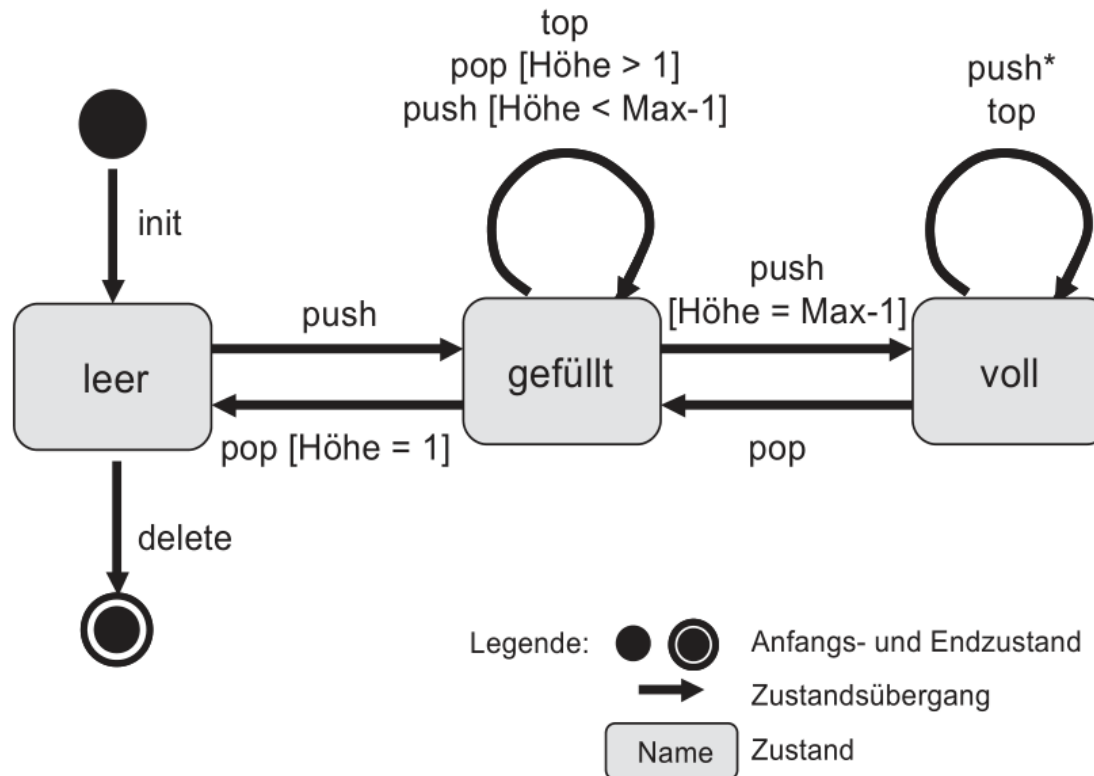 top
pop [Höhe > 1]
push [Höhe < Max-1]
push*
top
init
push
push
[Höhe = Max-1]
leer
gefüllt
voll
pop [Höhe = 1]
pop
delete
Legende:
Anfangs- und Endzustand
Zustandsübergang
Name
Zustand